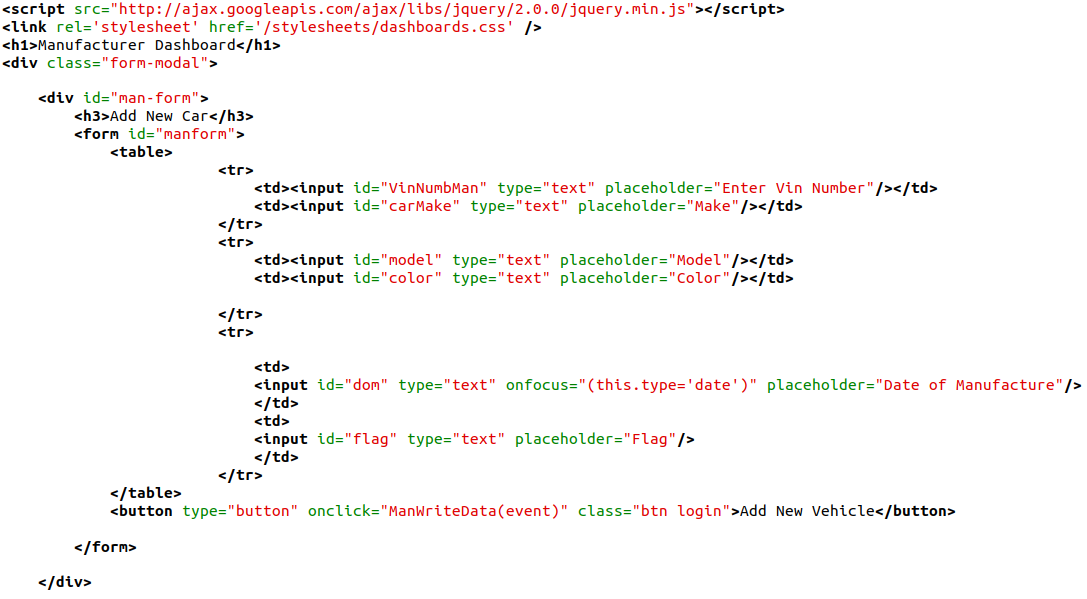 <script src="http://ajax.googleapis.com/ajax/libs/jquery/2.0.0/jquery.min.js"></script>
<link rel='stylesheet' href='/stylesheets/dashboards.css' />
<h1>Manufacturer Dashboard</h1>
<div class="form-modal">
<div id="man-form">
<h3>Add New Car</h3>
<form id="manform">
<table>
<tr>
<td><input id="VinNumbMan" type="text" placeholder="Enter Vin Number"/></td>
<td><input id="carMake" type="text" placeholder="Make"/></td>
</tr>
<tr>
<td><input id="model" type="text" placeholder="Model"/></td>
<td><input id="color" type="text" placeholder="Color"/></td>
</tr>
<tr>
<td>
<input id="dom" type="text" onfocus="(this.type='date')" placeholder="Date of Manufacture"/>
</td>
<td>
<input id="flag" type="text" placeholder="Flag"/>
</td>
</tr>
</table>
<button type="button" onclick="ManWriteData(event)" class="btn login">Add New Vehicle</button>
</form>
</div>